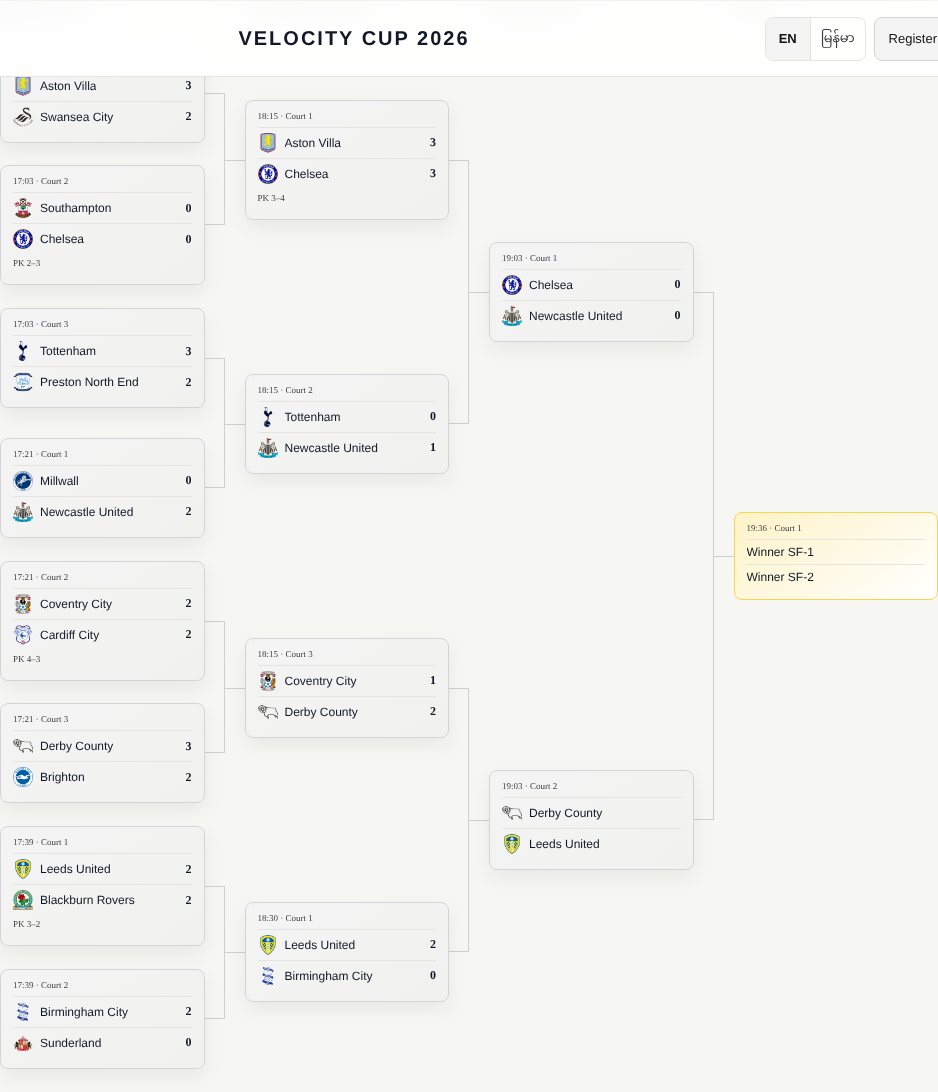 VELOCITY CUP 2026
EN
မြန်မာ
Register
Aston Villa 3
Swansea City 2
17:03 · Court 2
Southampton 0
Chelsea 0
PK 2–3
17:03 · Court 3
Tottenham 3
Preston North End 2
17:21 · Court 1
Millwall 0
Newcastle United 2
17:21 · Court 2
Coventry City 2
Cardiff City 2
PK 4–3
17:21 · Court 3
Derby County 3
Brighton 2
17:39 · Court 1
Leeds United 2
Blackburn Rovers 2
PK 3–2
17:39 · Court 2
Birmingham City 2
Sunderland 0
18:15 · Court 1
Aston Villa 3
Chelsea 3
PK 3–4
18:15 · Court 2
Tottenham 0
Newcastle United 1
18:15 · Court 3
Coventry City 1
Derby County 2
18:30 · Court 1
Leeds United 2
Birmingham City 0
19:03 · Court 1
Chelsea 0
Newcastle United 0
19:03 · Court 2
Derby County
Leeds United
19:36 · Court 1
Winner SF-1
Winner SF-2